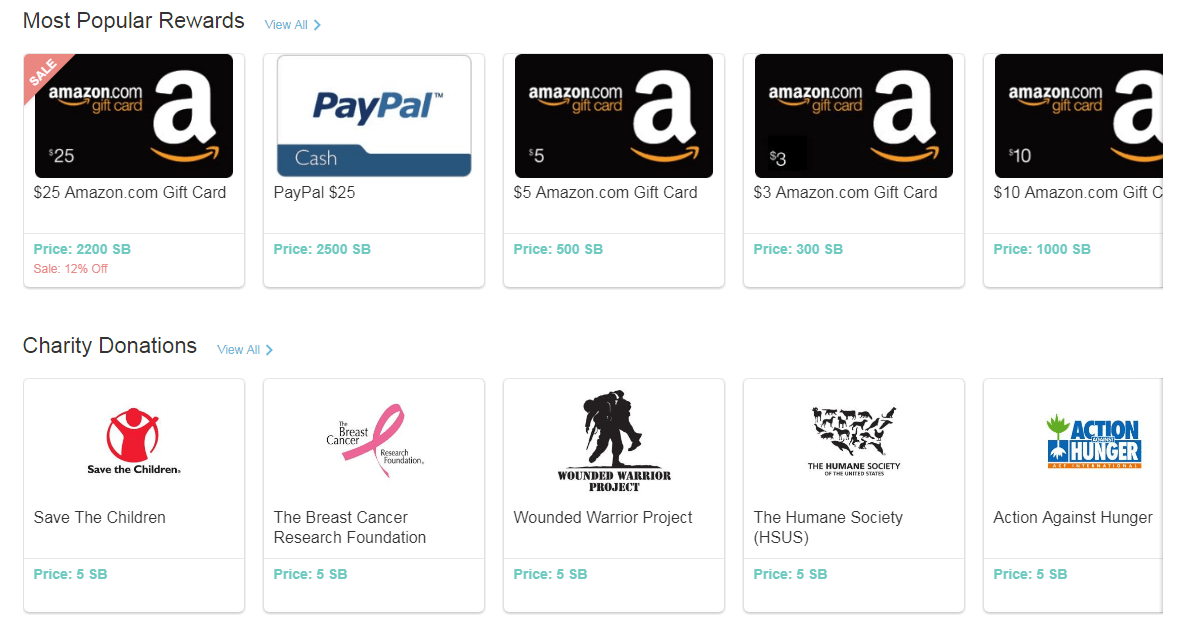 Most Popular Rewards View All
SALE
amazon.com
gift card
a
$25
PayPal™
Cash
amazon.com
gift card
a
$5
amazon.com
gift card
a
$3
amazon.com
gift card
a
$10
$25 Amazon.com Gift Card
PayPal $25
$5 Amazon.com Gift Card
$3 Amazon.com Gift Card
$10 Amazon.com Gift C
Price: 2200 SB
Sale: 12% Off
Price: 2500 SB
Price: 500 SB
Price: 300 SB
Price: 1000 SB
Charity Donations View All
Save the Children®
The
Breast
Cancer
Research
Foundation®
WOUNDED WARRIOR
PROJECT
THE HUMANE SOCIETY
OF THE UNITED STATES
ACTION
AGAINST
HUNGER
ACF INTERNATIONAL
Save The Children
The Breast Cancer
Research Foundation
Wounded Warrior Project
The Humane Society
(HSUS)
Action Against Hunger
Price: 5 SB
Price: 5 SB
Price: 5 SB
Price: 5 SB
Price: 5 SB